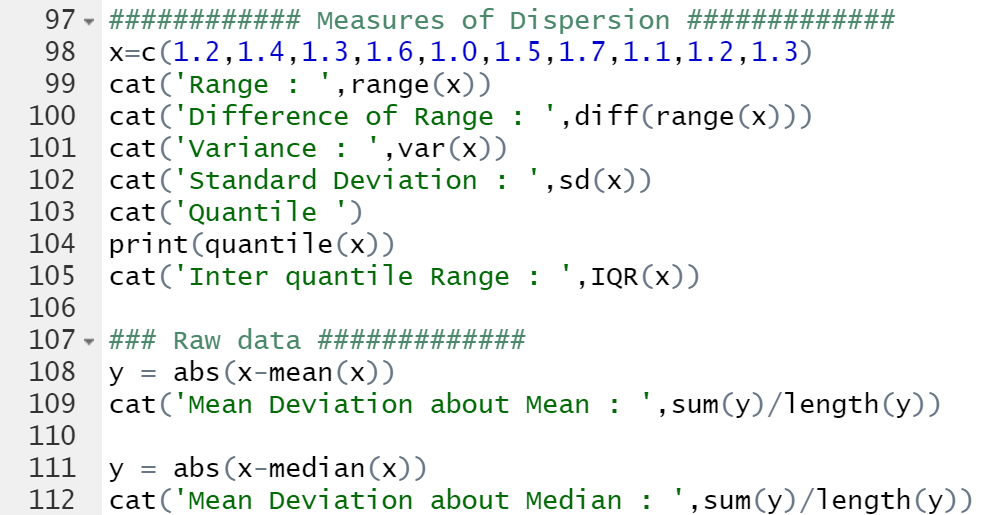 97 ############ Measures of Dispersion #############
98 x=c(1.2,1.4,1.3,1.6,1.0,1.5,1.7,1.1,1.2,1.3)
99 cat('Range : ',range(x))
100 cat('Difference of Range : ',diff(range(x)))
101 cat('Variance : ',var(x))
102 cat('Standard Deviation : ',sd(x))
103 cat('Quantile ')
104 print(quantile(x))
105 cat('Inter quantile Range : ',IQR(x))
106
107 ### Raw data #############
108 y = abs(x-mean(x))
109 cat('Mean Deviation about Mean : ',sum(y)/length(y))
110
111 y = abs(x-median(x))
112 cat('Mean Deviation about Median : ',sum(y)/length(y))